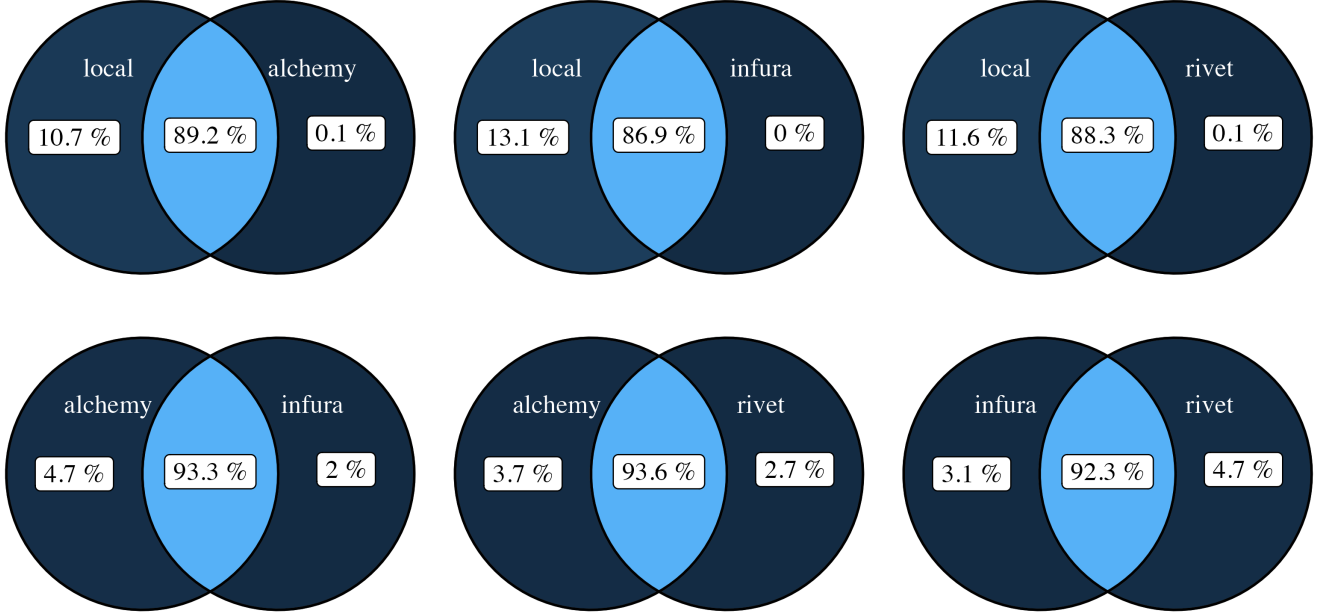 local alchemy
10.7 % 89.2 % 0.1 %
local infura
13.1 % 86.9 % 0 %
local rivet
11.6 % 88.3 % 0.1 %
alchemy infura
4.7 % 93.3 % 2 %
alchemy rivet
3.7 % 93.6 % 2.7 %
infura rivet
3.1 % 92.3 % 4.7 %